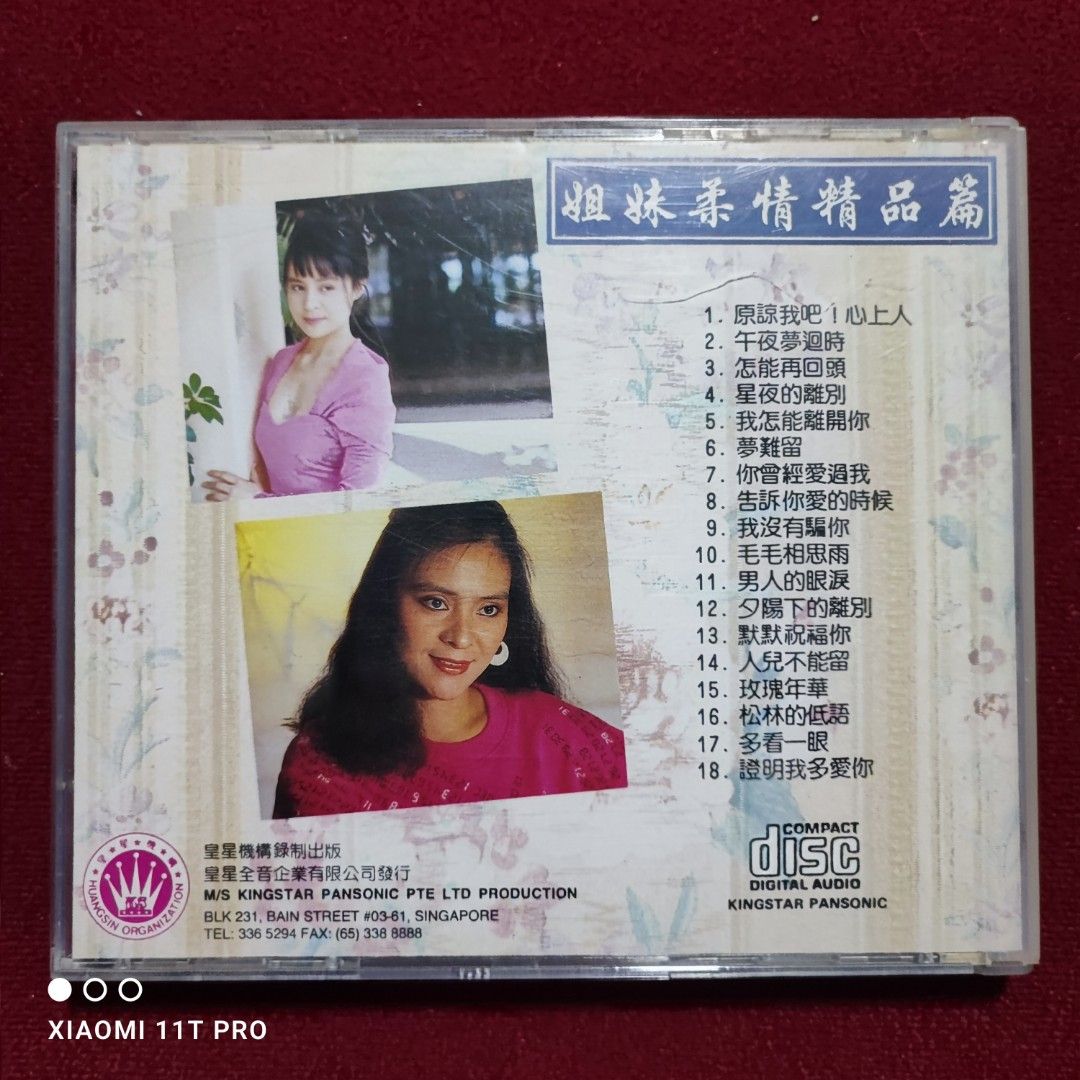 姐妹柔情精品篇
1. 原諒我吧！心上人
2. 午夜夢迴時
3. 怎能再回頭
4. 星夜的離別
5. 我怎能離開你
6. 夢難留
7. 你曾經愛過我
8. 告訴你愛的時候
9. 我沒有騙你
10. 毛毛相思雨
11. 男人的眼淚
12. 夕陽下的離別
13. 默默祝福你
14. 人兒不能留
15. 玫瑰年華
16. 松林的低語
17. 多看一眼
18. 證明我多愛你
皇星機構
KS
HUANGSIN ORGANIZATION
皇星機構錄制出版
皇星全音企業有限公司發行
M/S KINGSTAR PANSONIC PTE LTD PRODUCTION
BLK 231, BAIN STREET #03-61, SINGAPORE
TEL: 336 5294 FAX: (65) 338 8888
COMPACT
disc
DIGITAL AUDIO
KINGSTAR PANSONIC
XIAOMI 11T PRO